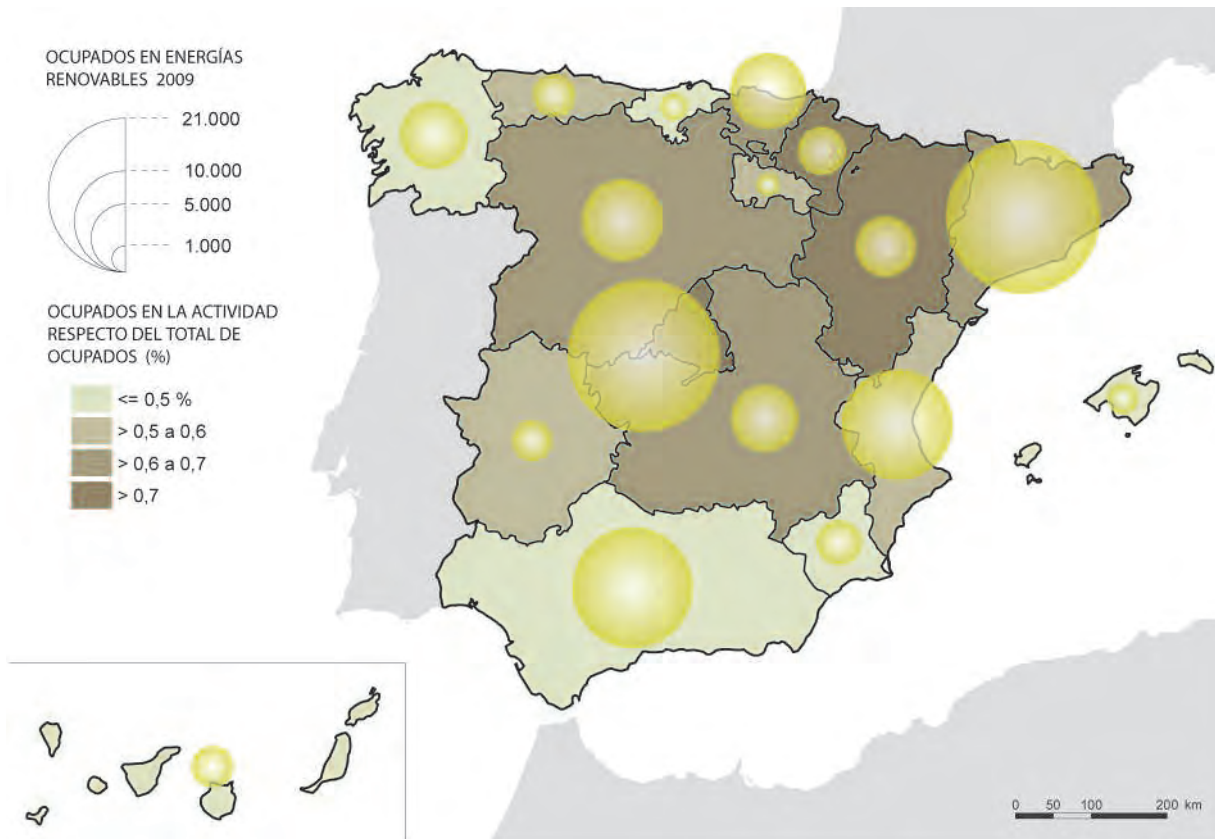 OCUPADOS EN ENERGÍAS
RENOVABLES 2009
21.000
10.000
5.000
1.000
OCUPADOS EN LA ACTIVIDAD
RESPECTO DEL TOTAL DE
OCUPADOS (%)
<= 0,5 %
> 0,5 a 0,6
> 0,6 a 0,7
> 0,7
0 50 100 200 km